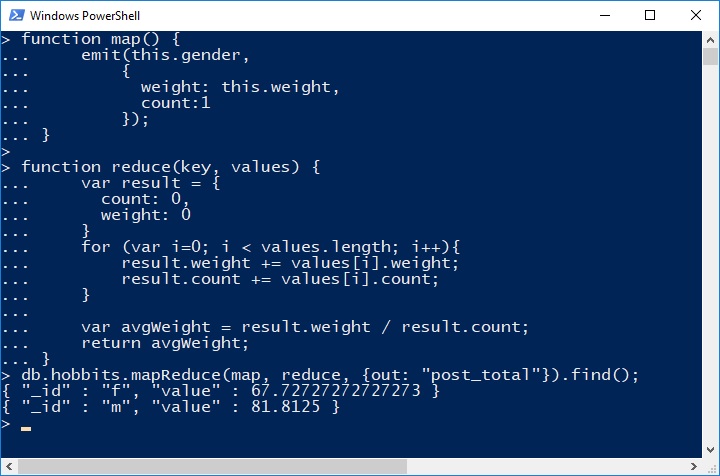 Windows PowerShell
> function map() {
...     emit(this.gender,
...         {
...           weight: this.weight,
...           count:1
...         });
... }
>
> function reduce(key, values) {
...     var result = {
...       count: 0,
...       weight: 0
...     }
...     for (var i=0; i < values.length; i++){
...         result.weight += values[i].weight;
...         result.count += values[i].count;
...     }
...
...     var avgWeight = result.weight / result.count;
...     return avgWeight;
... }
> db.hobbits.mapReduce(map, reduce, {out: "post_total"}).find();
{ "_id" : "f", "value" : 67.72727272727273 }
{ "_id" : "m", "value" : 81.8125 }
>